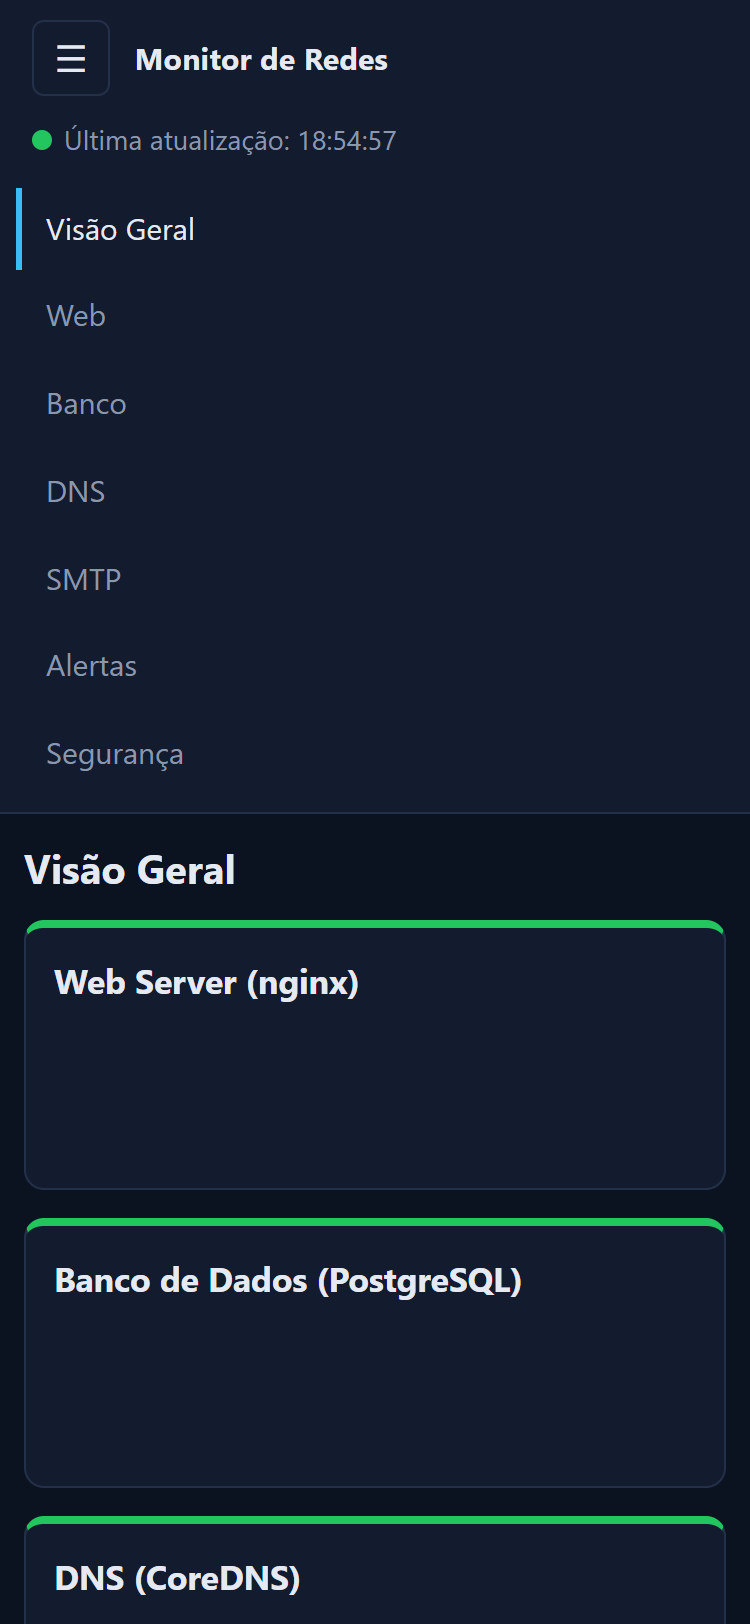 ☰ Monitor de Redes
Última atualização: 18:54:57
Visão Geral
Web
Banco
DNS
SMTP
Alertas
Segurança
Visão Geral
Web Server (nginx)
Banco de Dados (PostgreSQL)
DNS (CoreDNS)